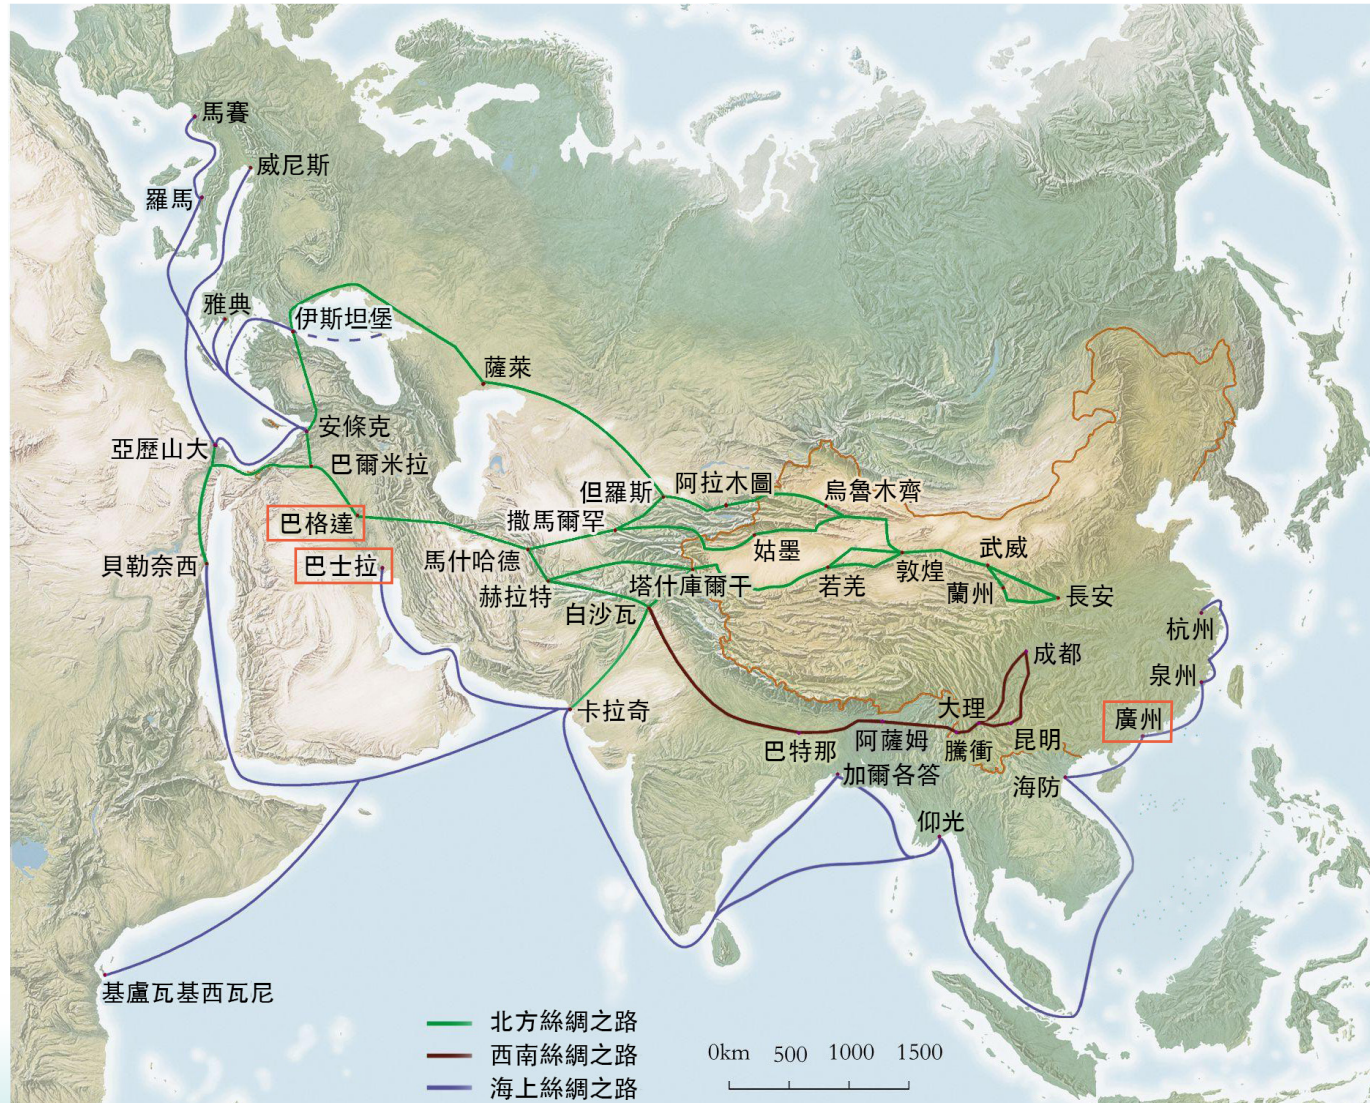 馬賽
威尼斯
羅馬
雅典
伊斯坦堡
薩萊
安條克
亞歷山大
巴爾米拉
但羅斯
阿拉木圖
烏魯木齊
巴格達
撒馬爾罕
姑墨
武威
貝勒奈西
巴士拉
馬什哈德
赫拉特
塔什庫爾干
若羌
敦煌
蘭州
長安
白沙瓦
杭州
成都
泉州
卡拉奇
大理
廣州
巴特那
阿薩姆
騰衝
昆明
加爾各答
海防
仰光
基盧瓦基西瓦尼
北方絲綢之路
西南絲綢之路
海上絲綢之路
0km 500 1000 1500